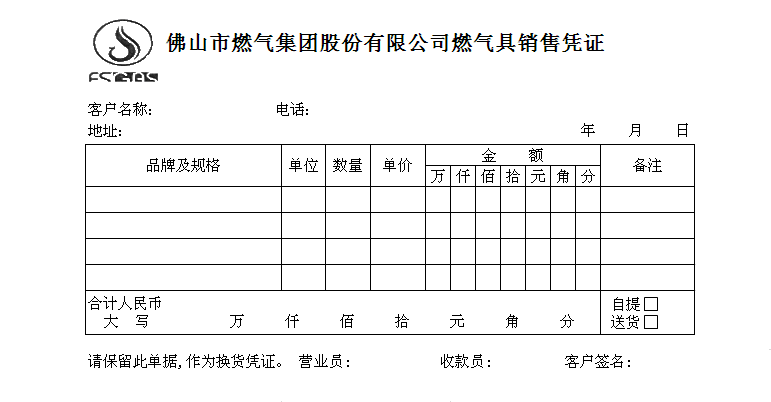 佛山市燃气集团股份有限公司燃气具销售凭证
FSGAS
客户名称: 电话:
地址: 年 月 日
品牌及规格 单位 数量 单价 金 额 备注
万 仟 佰 拾 元 角 分
合计人民币 自提□
大 写 万 仟 佰 拾 元 角 分 送货□
请保留此单据,作为换货凭证。 营业员: 收款员: 客户签名: